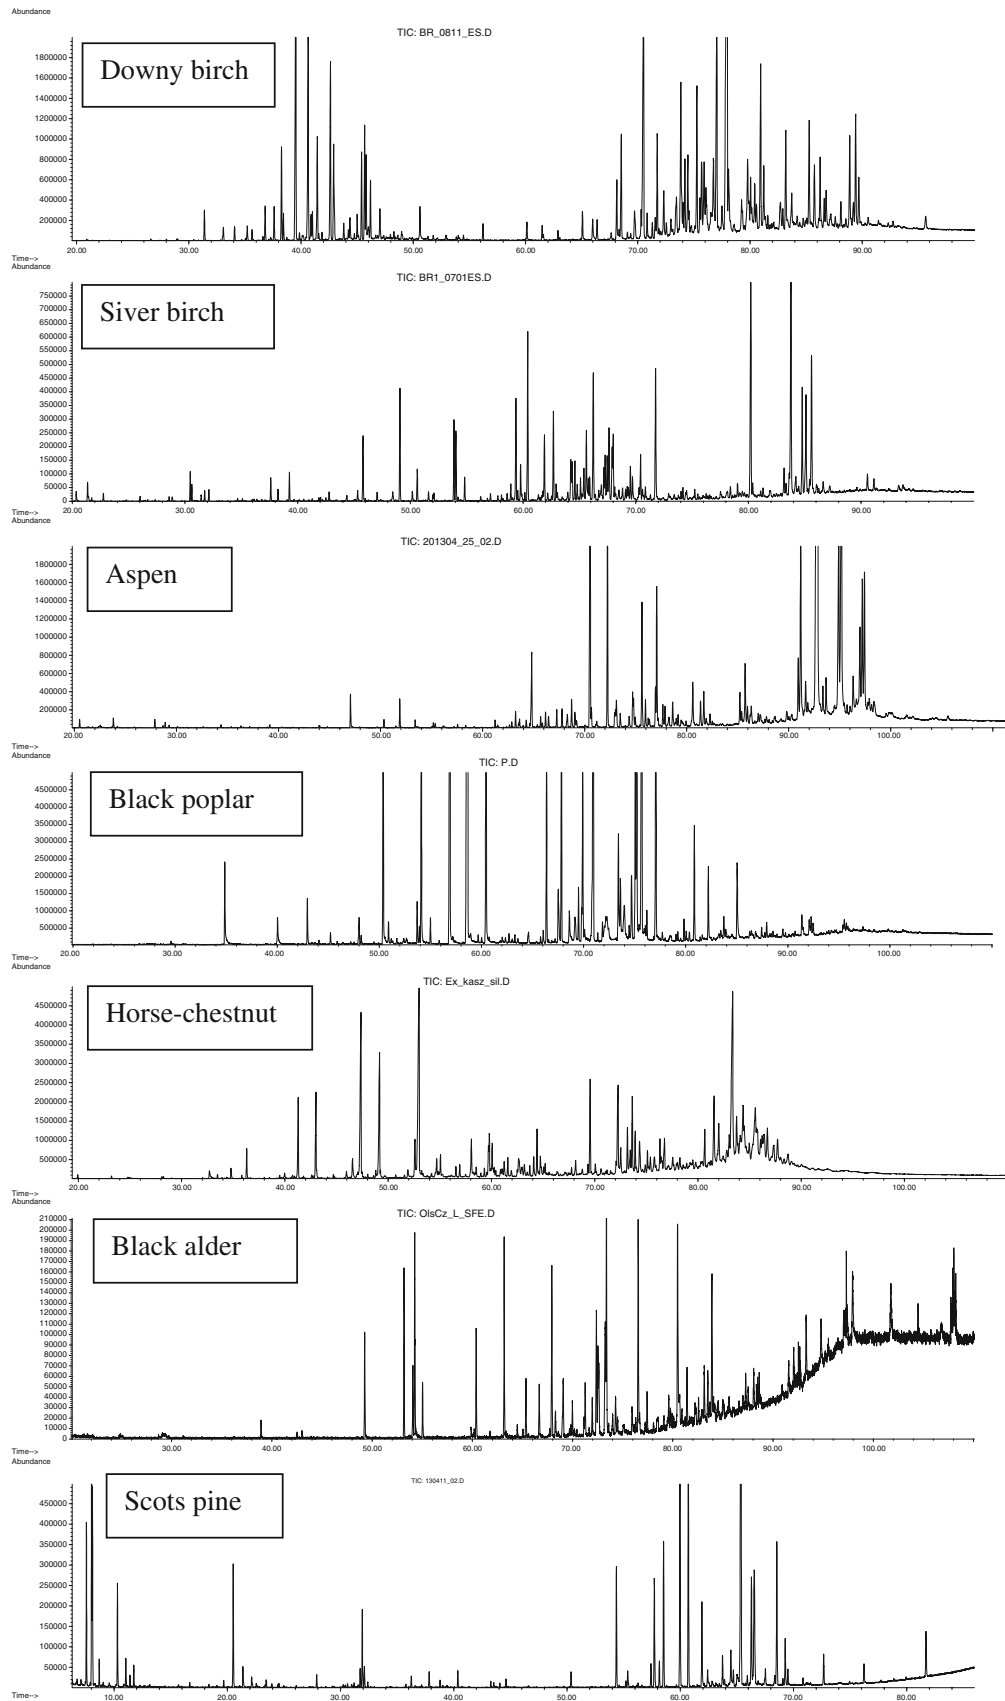 Abundance
TIC: BR_0811_ES.D
Downy birch
1800000
1600000
1400000
1200000
1000000
800000
600000
400000
200000
20.00 30.00 40.00 50.00 60.00 70.00 80.00 90.00
Time-->
Abundance
TIC: BR1_0701ES.D
Siver birch
750000
700000
650000
600000
550000
500000
450000
400000
350000
300000
250000
200000
150000
100000
50000
0
20.00 30.00 40.00 50.00 60.00 70.00 80.00 90.00
Time-->
Abundance
TIC: 201304_25_02.D
Aspen
1800000
1600000
1400000
1200000
1000000
800000
600000
400000
200000
20.00 30.00 40.00 50.00 60.00 70.00 80.00 90.00 100.00
Time-->
Abundance
TIC: P.D
Black poplar
4500000
4000000
3500000
3000000
2500000
2000000
1500000
1000000
500000
20.00 30.00 40.00 50.00 60.00 70.00 80.00 90.00 100.00
Time-->
Abundance
TIC: Ex_kasz_sil.D
Horse-chestnut
4500000
4000000
3500000
3000000
2500000
2000000
1500000
1000000
500000
20.00 30.00 40.00 50.00 60.00 70.00 80.00 90.00 100.00
Time-->
Abundance
TIC: OlsCz_L_SFE.D
Black alder
210000
200000
190000
180000
170000
160000
150000
140000
130000
120000
110000
100000
90000
80000
70000
60000
50000
40000
30000
20000
10000
0
30.00 40.00 50.00 60.00 70.00 80.00 90.00 100.00
Time-->
Abundance
TIC: 130411_02.D
Scots pine
450000
400000
350000
300000
250000
200000
150000
100000
50000
10.00 20.00 30.00 40.00 50.00 60.00 70.00 80.00
Time-->